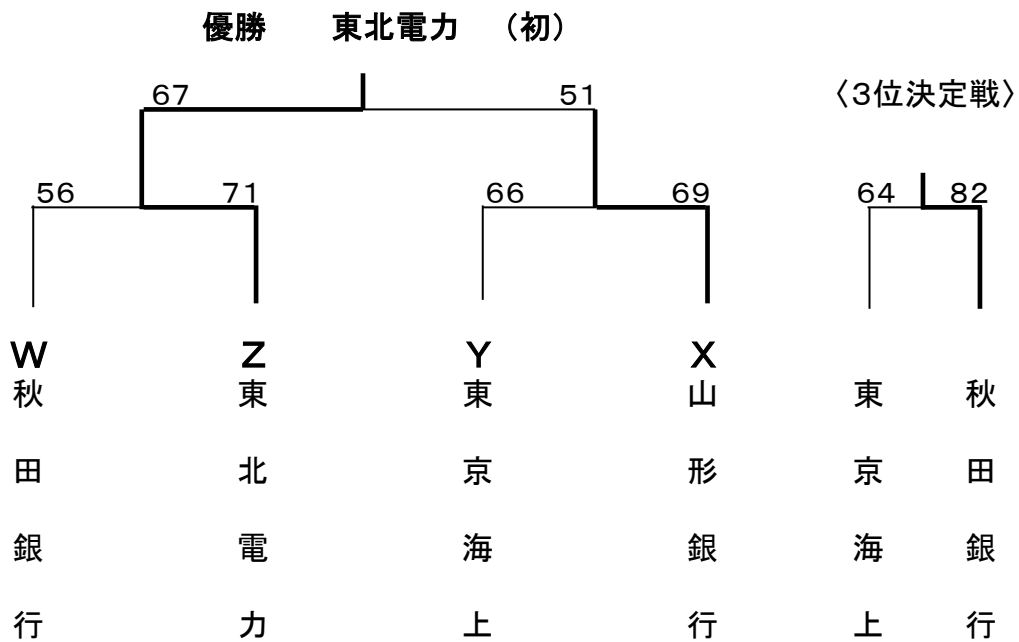 優勝　東北電力　（初）
67
51
〈3位決定戦〉
56
71
66
69
64
82
W
Z
Y
X
秋田銀行
東北電力
東京海上
山形銀行
東京海上
秋田銀行